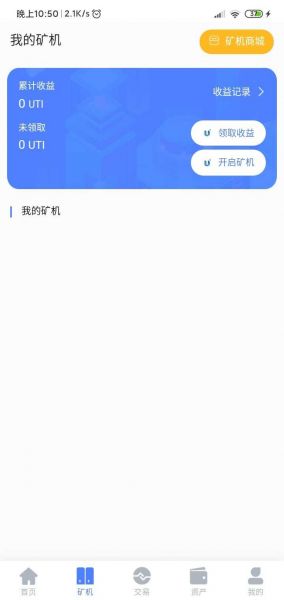 晚上10:50 2.1K/s
37
我的矿机
矿机商城
累计收益
0 UTI
收益记录
未领取
0 UTI
领取收益
开启矿机
我的矿机
首页 矿机 交易 资产 我的